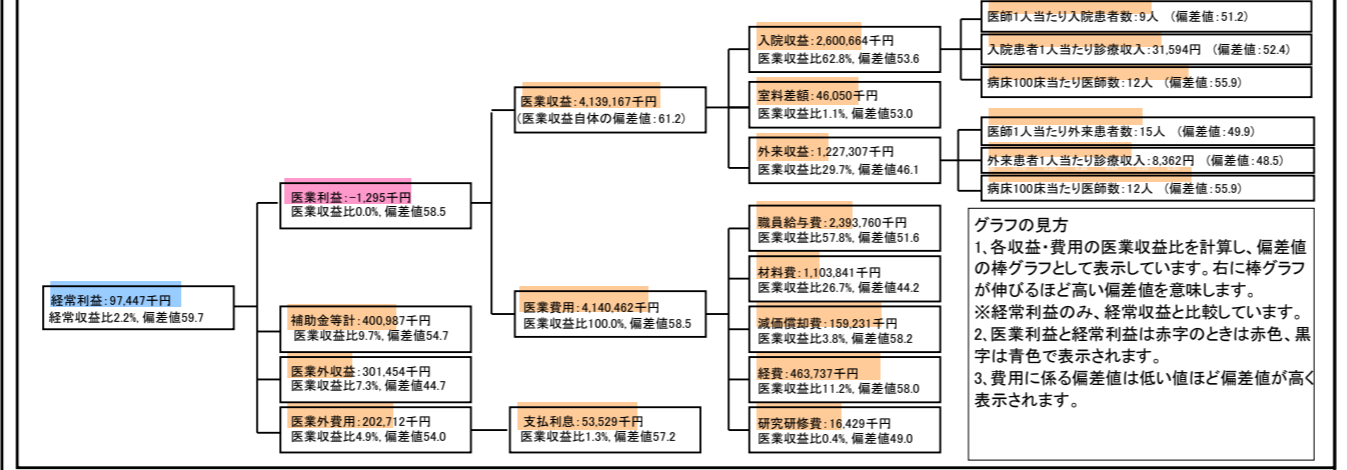 経常利益:97,447千円
経常収益比2.2%, 偏差値59.7
医業利益:-1,295千円
医業収益比0.0%, 偏差値58.5
補助金等計:400,987千円
医業収益比9.7%, 偏差値54.7
医業外収益:301,454千円
医業収益比7.3%, 偏差値44.7
医業外費用:202,712千円
医業収益比4.9%, 偏差値54.0
医業収益:4,139,167千円
(医業収益自体の偏差値:61.2)
医業費用:4,140,462千円
医業収益比100.0%, 偏差値58.5
支払利息:53,529千円
医業収益比1.3%, 偏差値57.2
入院収益:2,600,664千円
医業収益比62.8%, 偏差値53.6
室料差額:46,050千円
医業収益比1.1%, 偏差値53.0
外来収益:1,227,307千円
医業収益比29.7%, 偏差値46.1
職員給与費:2,393,760千円
医業収益比57.8%, 偏差値51.6
材料費:1,103,841千円
医業収益比26.7%, 偏差値44.2
減価償却費:159,231千円
医業収益比3.8%, 偏差値58.2
経費:463,737千円
医業収益比11.2%, 偏差値58.0
研究研修費:16,429千円
医業収益比0.4%, 偏差値49.0
医師1人当たり入院患者数:9人 (偏差値:51.2)
入院患者1人当たり診療収入:31,594円 (偏差値:52.4)
病床100床当たり医師数:12人 (偏差値:55.9)
医師1人当たり外来患者数:15人 (偏差値:49.9)
外来患者1人当たり診療収入:8,362円 (偏差値:48.5)
病床100床当たり医師数:12人 (偏差値:55.9)
グラフの見方
1、各収益・費用の医業収益比を計算し、偏差値
の棒グラフとして表示しています。右に棒グラフ
が伸びるほど高い偏差値を意味します。
※経常利益のみ、経常収益と比較しています。
2、医業利益と経常利益は赤字のときは赤色、黒
字は青色で表示されます。
3、費用に係る偏差値は低い値ほど偏差値が高く
表示されます。